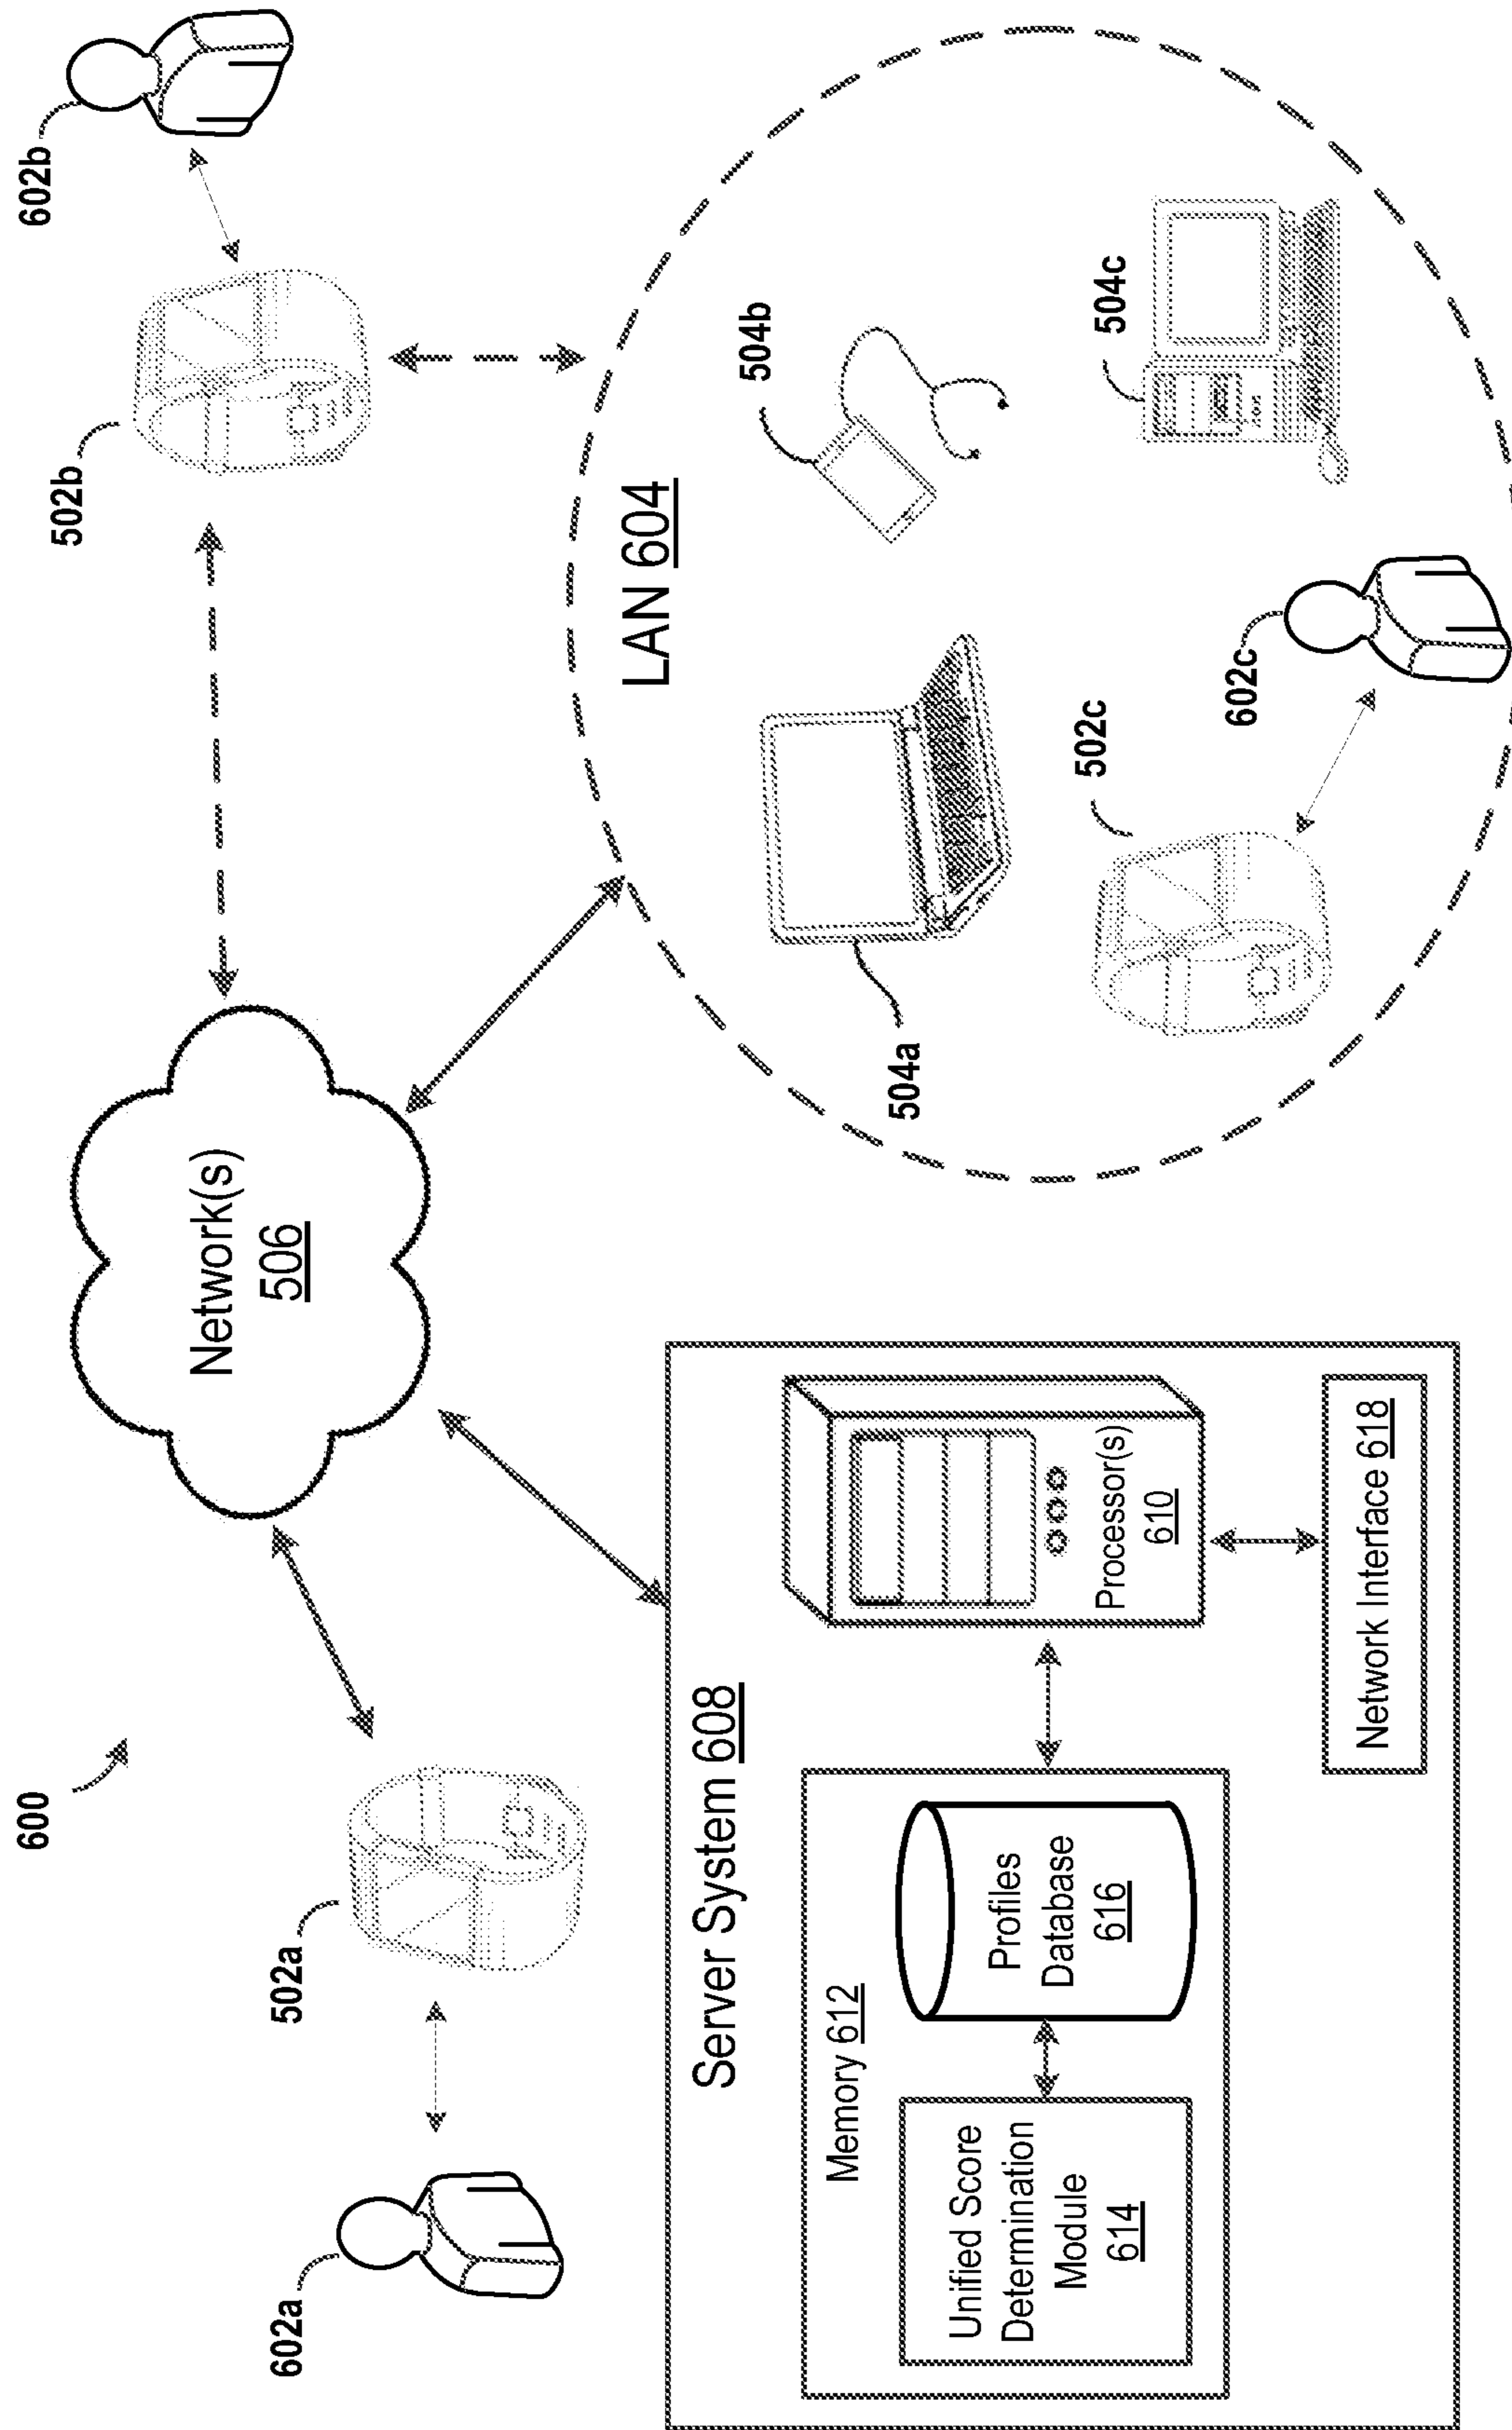 600
602a
502a
Network(s)
506
502b
602b
Server System 608
Memory 612
Unified Score
Determination
Module
614
Profiles
Database
616
Processor(s)
610
Network Interface 618
LAN 604
504a
504b
502c
602c
504c